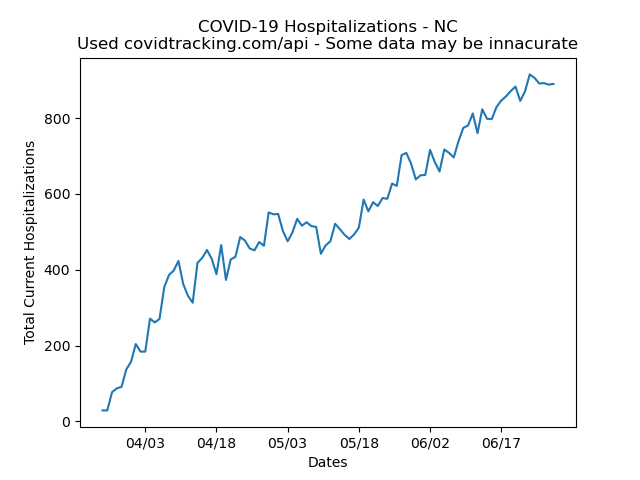 COVID-19 Hospitalizations - NC
Used covidtracking.com/api - Some data may be innacurate
Total Current Hospitalizations
800
600
400
200
0
04/03 04/18 05/03 05/18 06/02 06/17
Dates